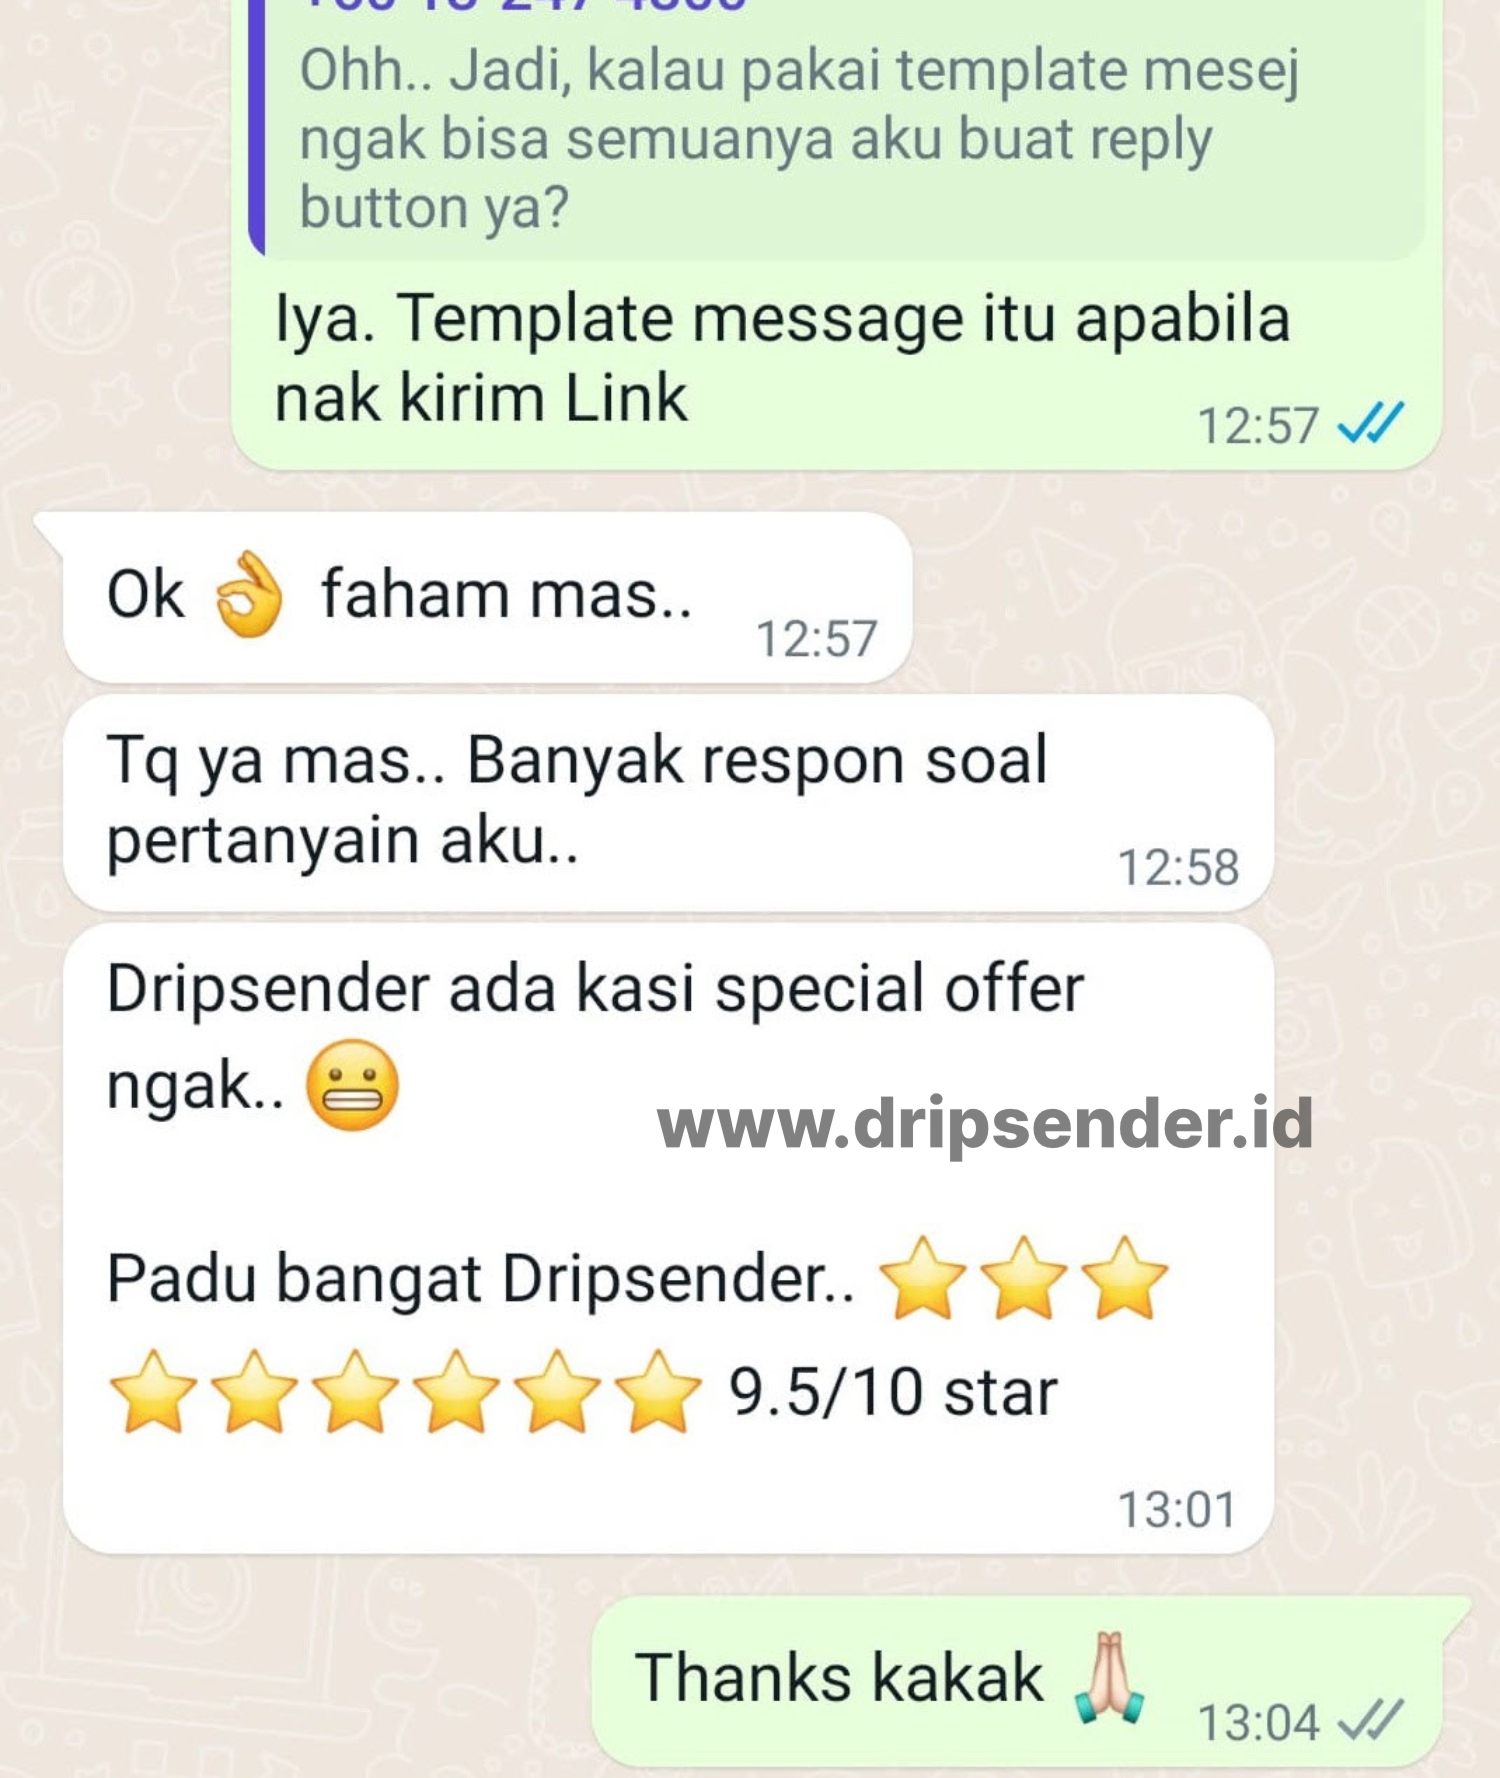 Ohh.. Jadi, kalau pakai template mesej
ngak bisa semuanya aku buat reply
button ya?
Iya. Template message itu apabila
nak kirim Link
12:57
Ok 👌 faham mas..
12:57
Tq ya mas.. Banyak respon soal
pertanyain aku..
12:58
Dripsender ada kasi special offer
ngak.. 😬
www.dripsender.id
Padu bangat Dripsender.. ⭐⭐⭐
⭐⭐⭐⭐⭐⭐ 9.5/10 star
13:01
Thanks kakak 🙏🏻
13:04